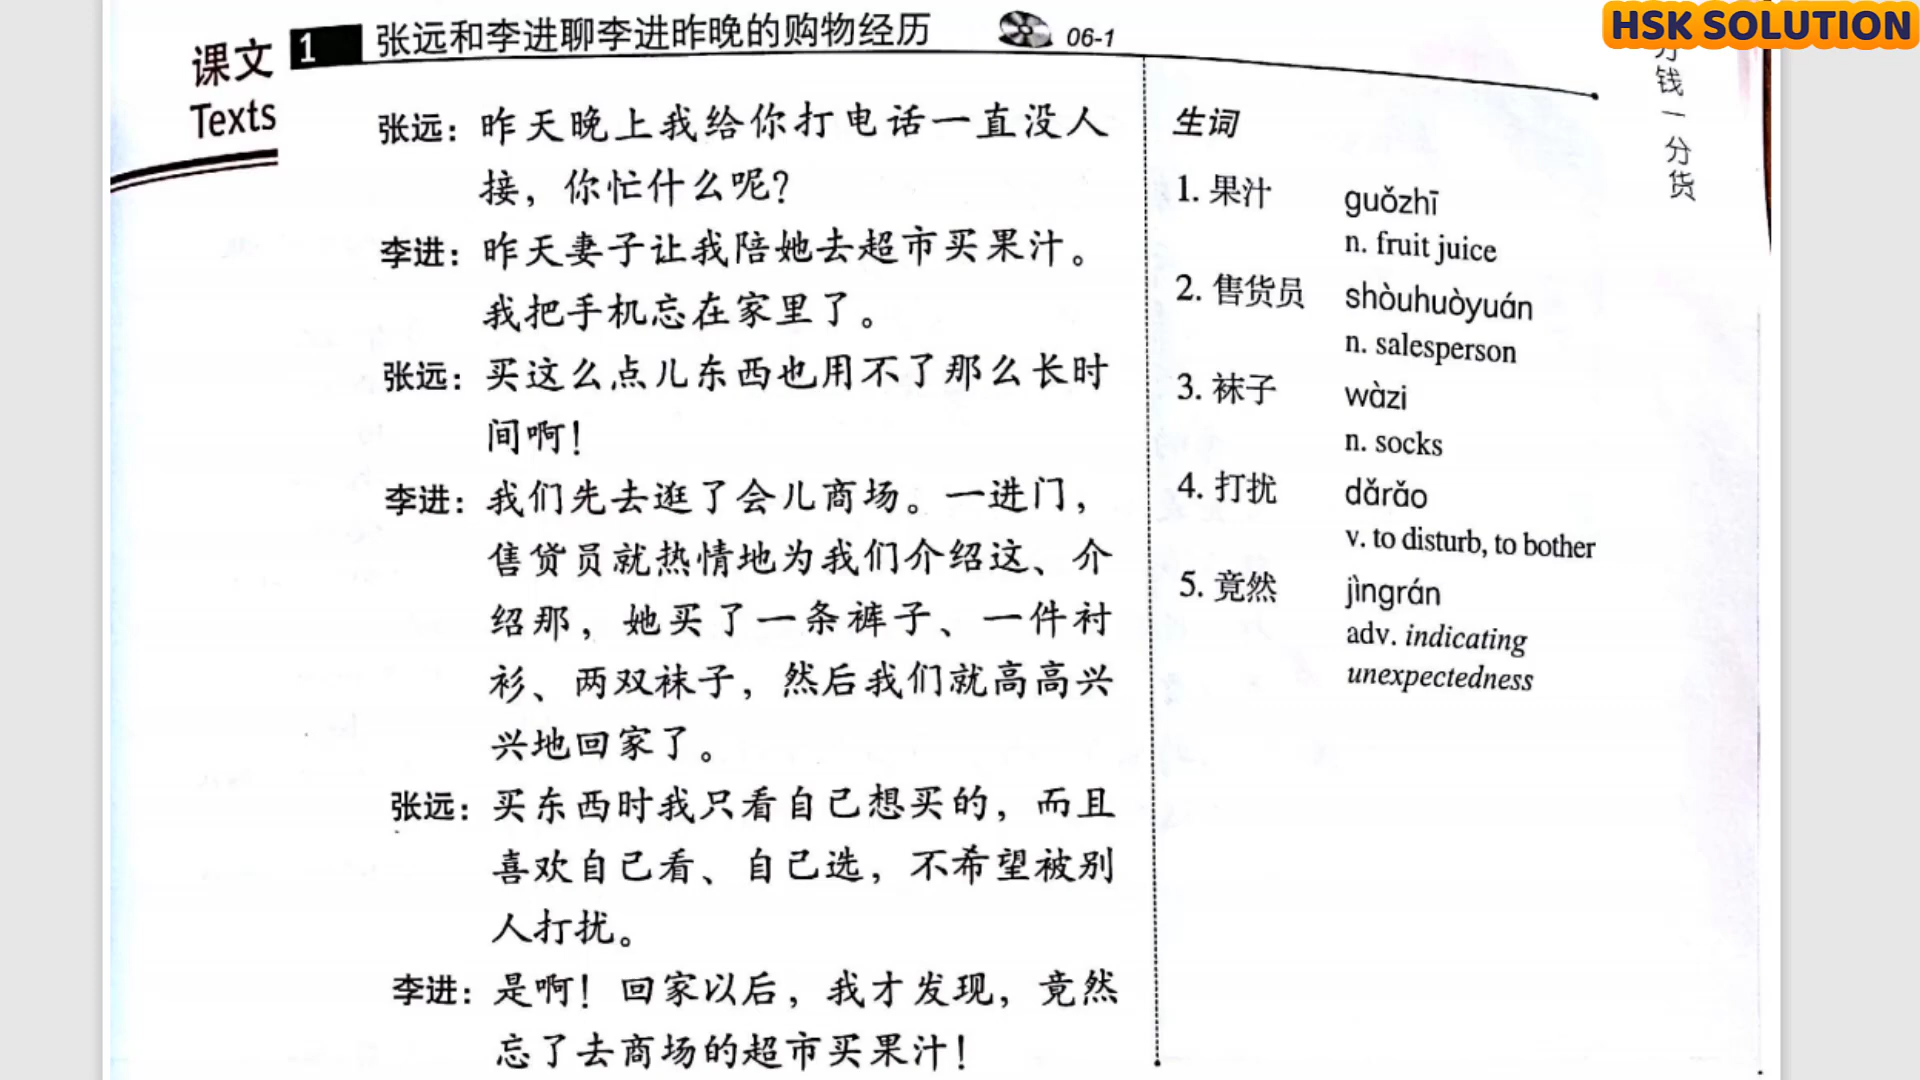 HSK SOLUTION
课文
Texts
1 张远和李进聊李进昨晚的购物经历 06-1
张远：昨天晚上我给你打电话一直没人
接，你忙什么呢？
李进：昨天妻子让我陪她去超市买果汁。
我把手机忘在家里了。
张远：买这么点儿东西也用不了那么长时
间啊！
李进：我们先去逛了会儿商场。一进门，
售货员就热情地为我们介绍这、介
绍那，她买了一条裤子、一件衬
衫、两双袜子，然后我们就高高兴
兴地回家了。
张远：买东西时我只看自己想买的，而且
喜欢自己看、自己选，不希望被别
人打扰。
李进：是啊！回家以后，我才发现，竟然
忘了去商场的超市买果汁！
生词
1. 果汁 guǒzhī
n. fruit juice
2. 售货员 shòuhuòyuán
n. salesperson
3. 袜子 wàzi
n. socks
4. 打扰 dǎrǎo
v. to disturb, to bother
5. 竟然 jìngrán
adv. indicating
unexpectedness
钱一分货